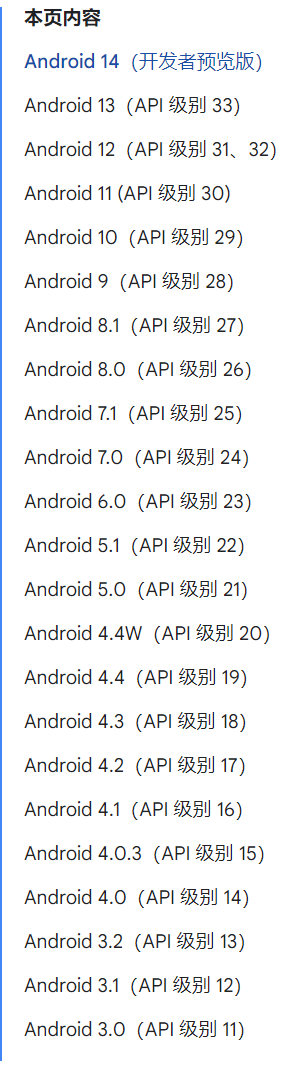 本页内容
Android 14（开发者预览版）
Android 13（API 级别 33）
Android 12（API 级别 31、32）
Android 11 (API 级别 30)
Android 10（API 级别 29）
Android 9（API 级别 28）
Android 8.1（API 级别 27）
Android 8.0（API 级别 26）
Android 7.1（API 级别 25）
Android 7.0（API 级别 24）
Android 6.0（API 级别 23）
Android 5.1（API 级别 22）
Android 5.0（API 级别 21）
Android 4.4W（API 级别 20）
Android 4.4（API 级别 19）
Android 4.3（API 级别 18）
Android 4.2（API 级别 17）
Android 4.1（API 级别 16）
Android 4.0.3（API 级别 15）
Android 4.0（API 级别 14）
Android 3.2（API 级别 13）
Android 3.1（API 级别 12）
Android 3.0（API 级别 11）